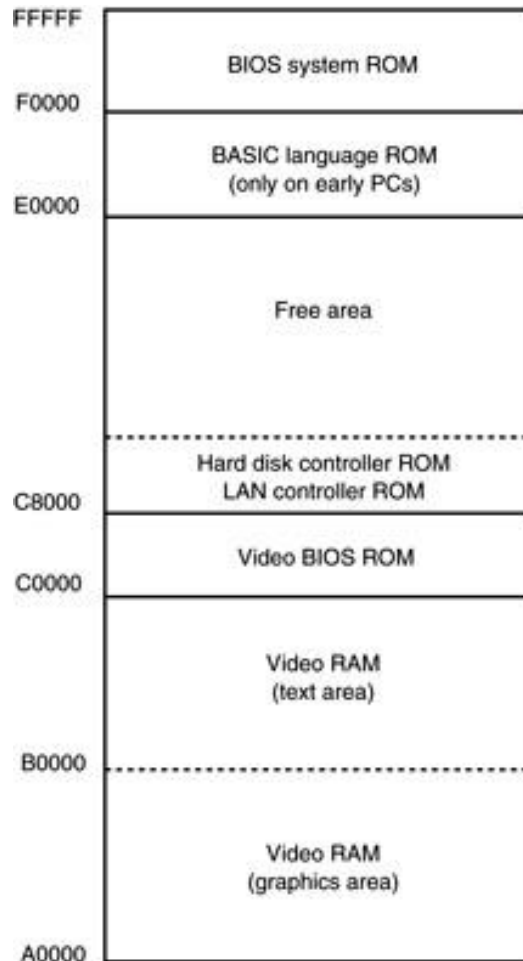 FFFFF
BIOS system ROM
F0000
BASIC language ROM
(only on early PCs)
E0000
Free area
Hard disk controller ROM
LAN controller ROM
C8000
Video BIOS ROM
C0000
Video RAM
(text area)
B0000
Video RAM
(graphics area)
A0000